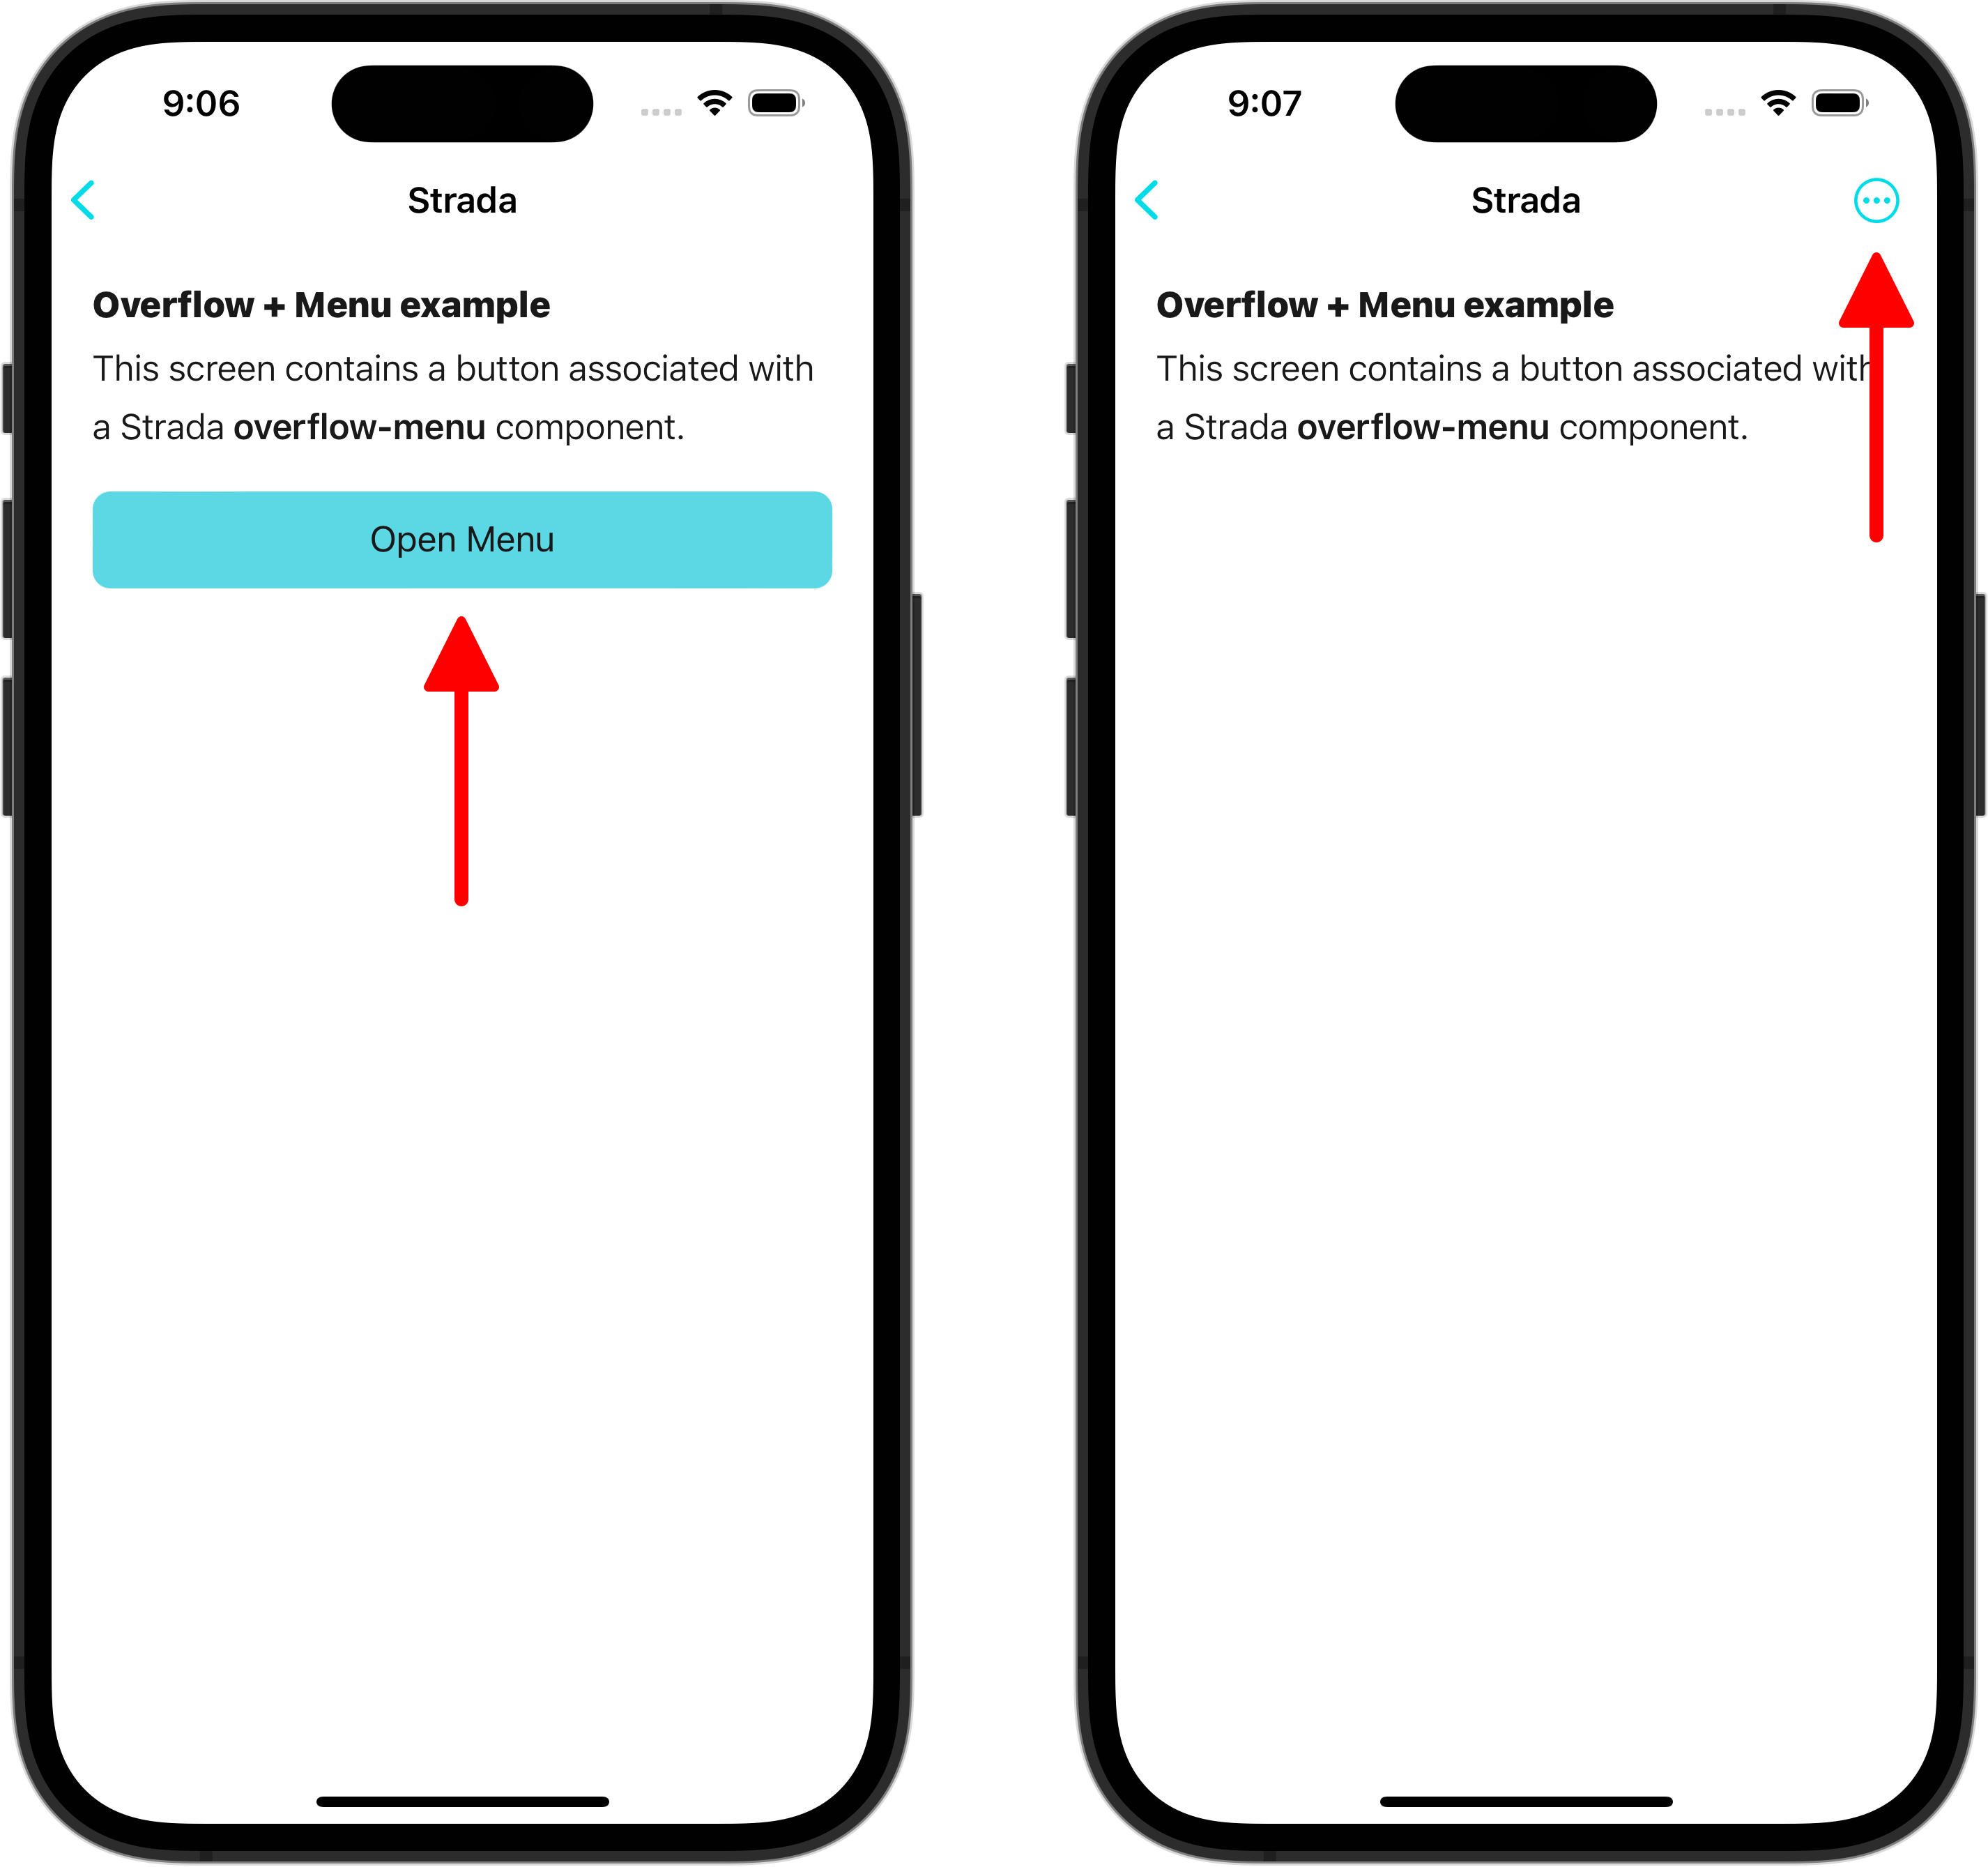 9:06
Strada
Overflow + Menu example
This screen contains a button associated with
a Strada overflow-menu component.
Open Menu
9:07
Strada
Overflow + Menu example
This screen contains a button associated with
a Strada overflow-menu component.